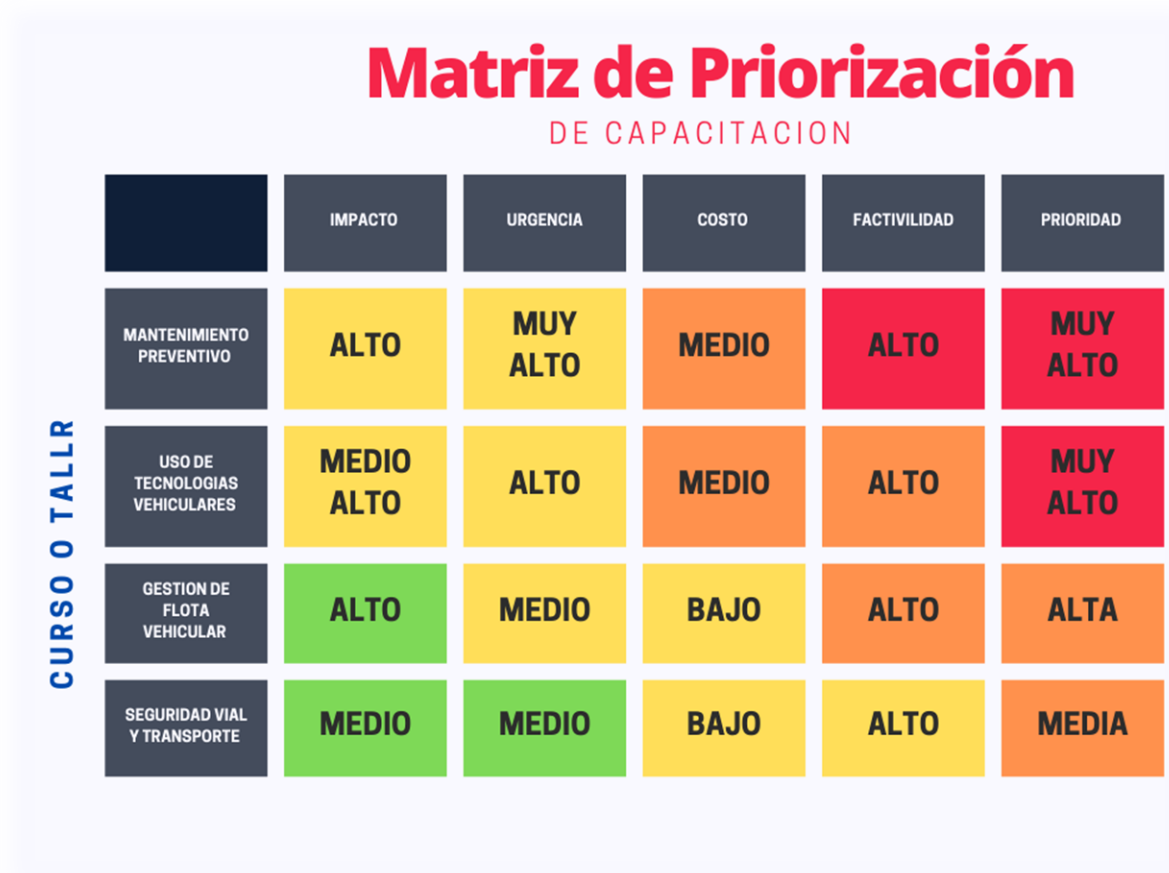 Matriz de Priorización
DE CAPACITACION
IMPACTO
URGENCIA
COSTO
FACTIVILIDAD
PRIORIDAD
CURSO O TALLR
MANTENIMIENTO
PREVENTIVO
ALTO
MUY
ALTO
MEDIO
ALTO
MUY
ALTO
USO DE
TECNOLOGIAS
VEHICULARES
MEDIO
ALTO
ALTO
MEDIO
ALTO
MUY
ALTO
GESTION DE
FLOTA
VEHICULAR
ALTO
MEDIO
BAJO
ALTO
ALTA
SEGURIDAD VIAL
Y TRANSPORTE
MEDIO
MEDIO
BAJO
ALTO
MEDIA